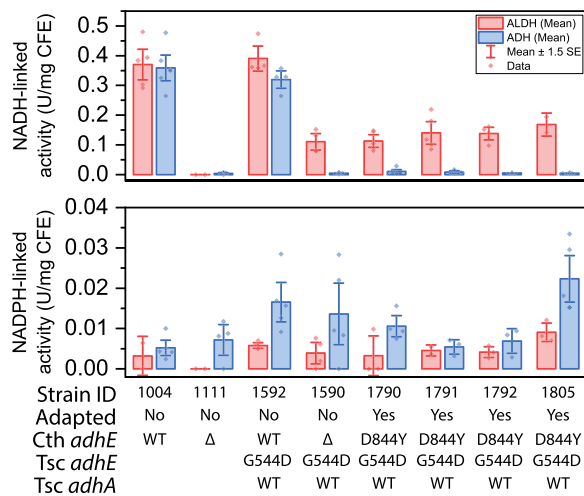 NADH-linked
activity (U/mg CFE)
0.5
0.4
0.3
0.2
0.1
0.0
ALDH (Mean)
ADH (Mean)
Mean ± 1.5 SE
Data
NADPH-linked
activity (U/mg CFE)
0.04
0.03
0.02
0.01
0.00
Strain ID 1004 1111 1592 1590 1790 1791 1792 1805
Adapted No No No No Yes Yes Yes Yes
Cth adhE WT Δ WT Δ D844Y D844Y D844Y D844Y
Tsc adhE G544D G544D G544D G544D G544D G544D
Tsc adhA WT WT WT WT WT WT